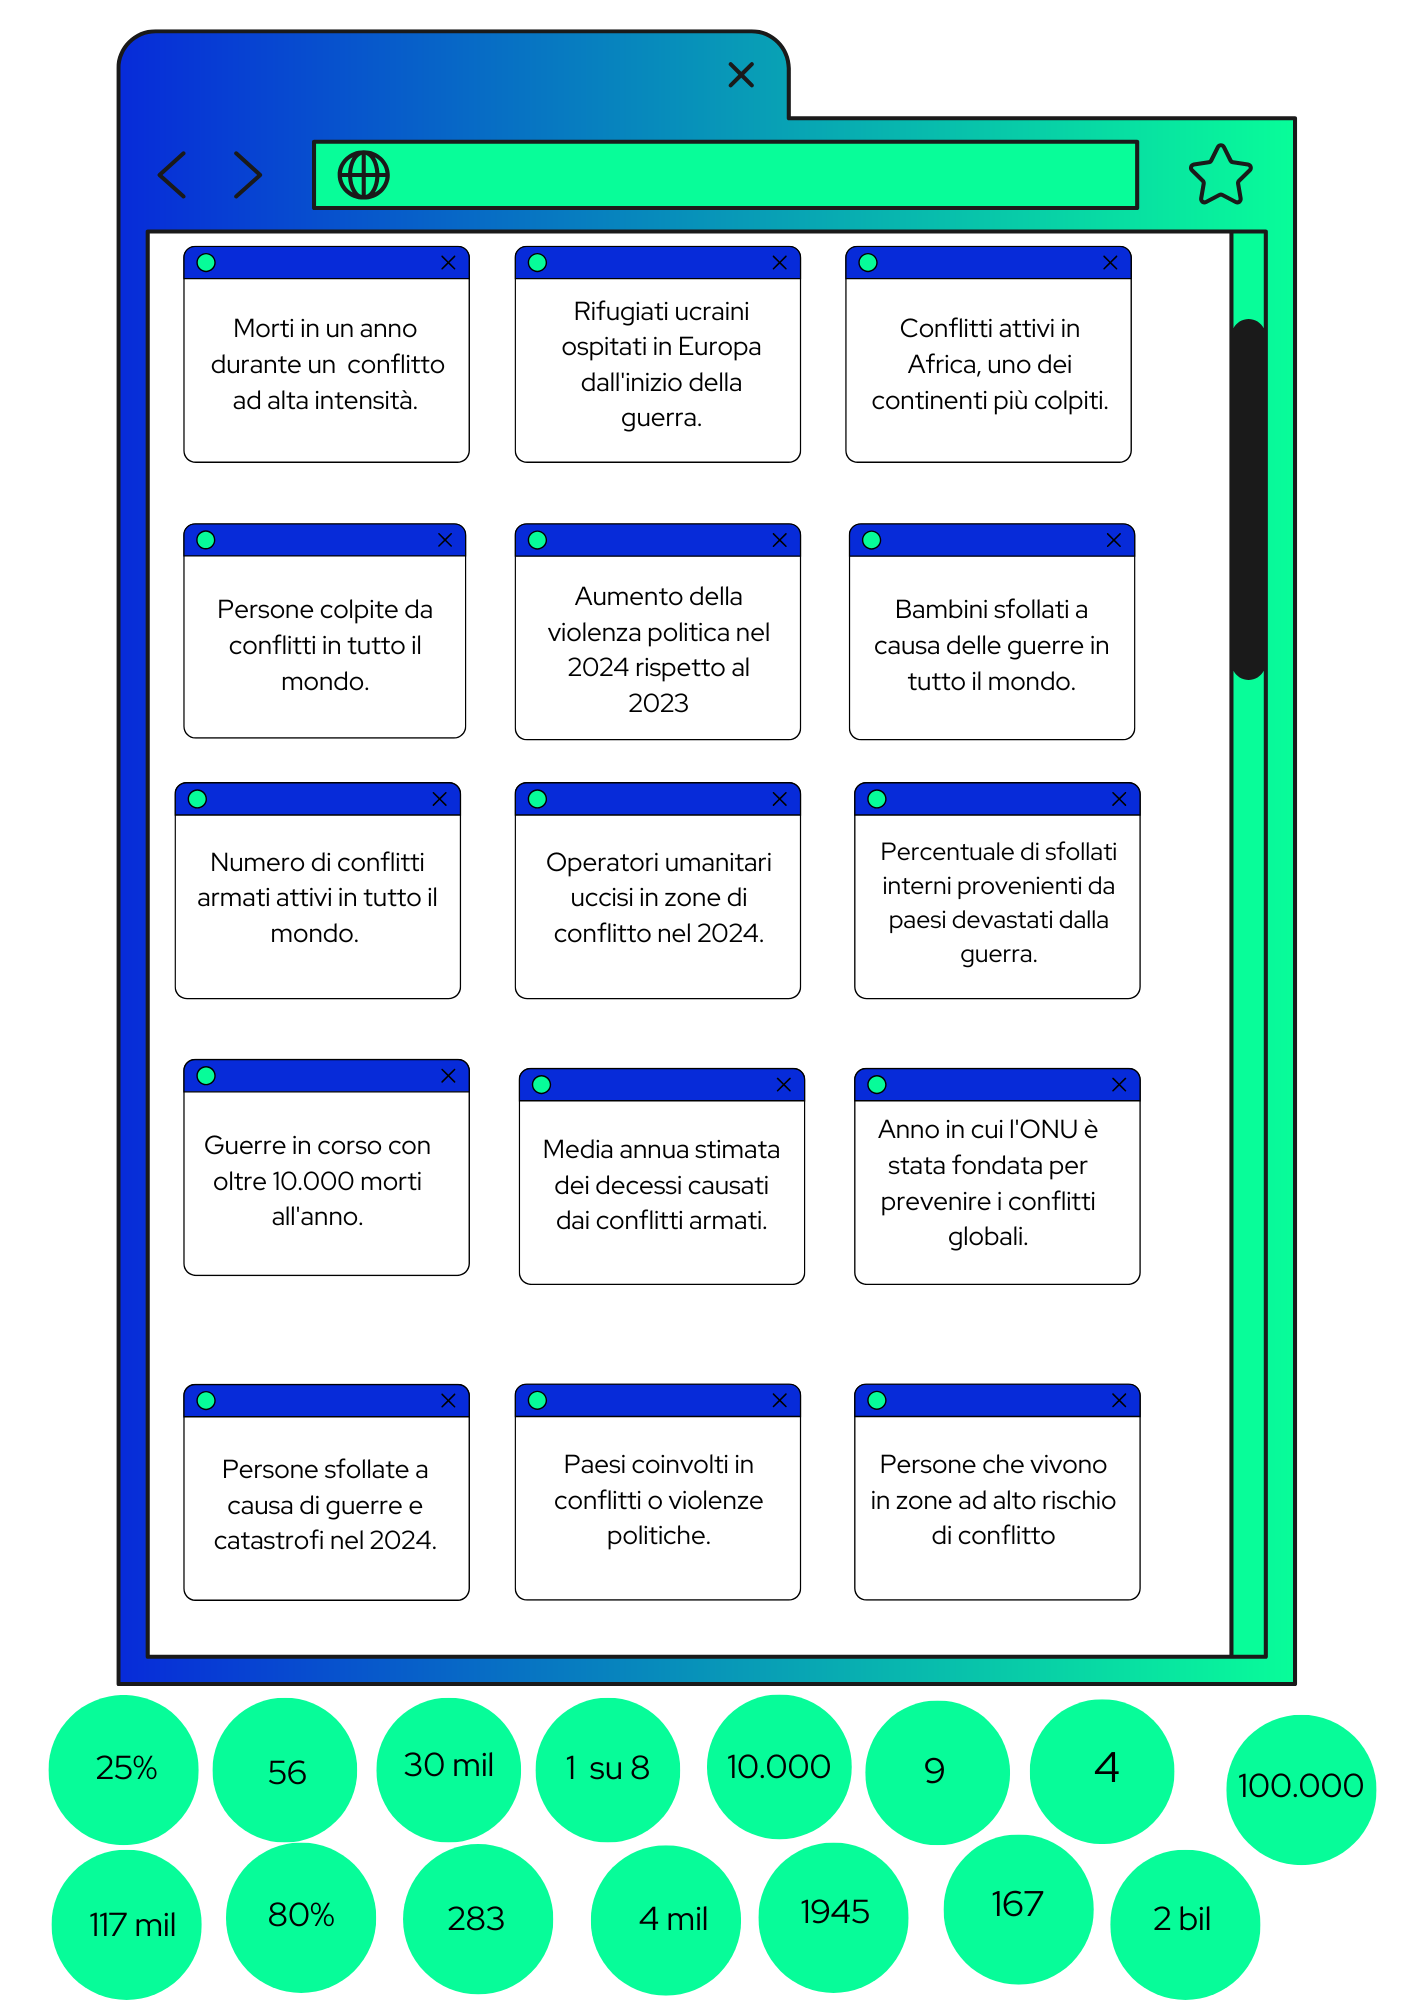 Morti in un anno
durante un  conflitto
ad alta intensità.
Rifugiati ucraini
ospitati in Europa
dall'inizio della
guerra.
Conflitti attivi in
Africa, uno dei
continenti più colpiti.
Persone colpite da
conflitti in tutto il
mondo.
Aumento della
violenza politica nel
2024 rispetto al
2023
Bambini sfollati a
causa delle guerre in
tutto il mondo.
Numero di conflitti
armati attivi in tutto il
mondo.
Operatori umanitari
uccisi in zone di
conflitto nel 2024.
Percentuale di sfollati
interni provenienti da
paesi devastati dalla
guerra.
Guerre in corso con
oltre 10.000 morti
all'anno.
Media annua stimata
dei decessi causati
dai conflitti armati.
Anno in cui l'ONU è
stata fondata per
prevenire i conflitti
globali.
Persone sfollate a
causa di guerre e
catastrofi nel 2024.
Paesi coinvolti in
conflitti o violenze
politiche.
Persone che vivono
in zone ad alto rischio
di conflitto
25%
56
30 mil
1  su 8
10.000
9
4
100.000
117 mil
80%
283
4 mil
1945
167
2 bil